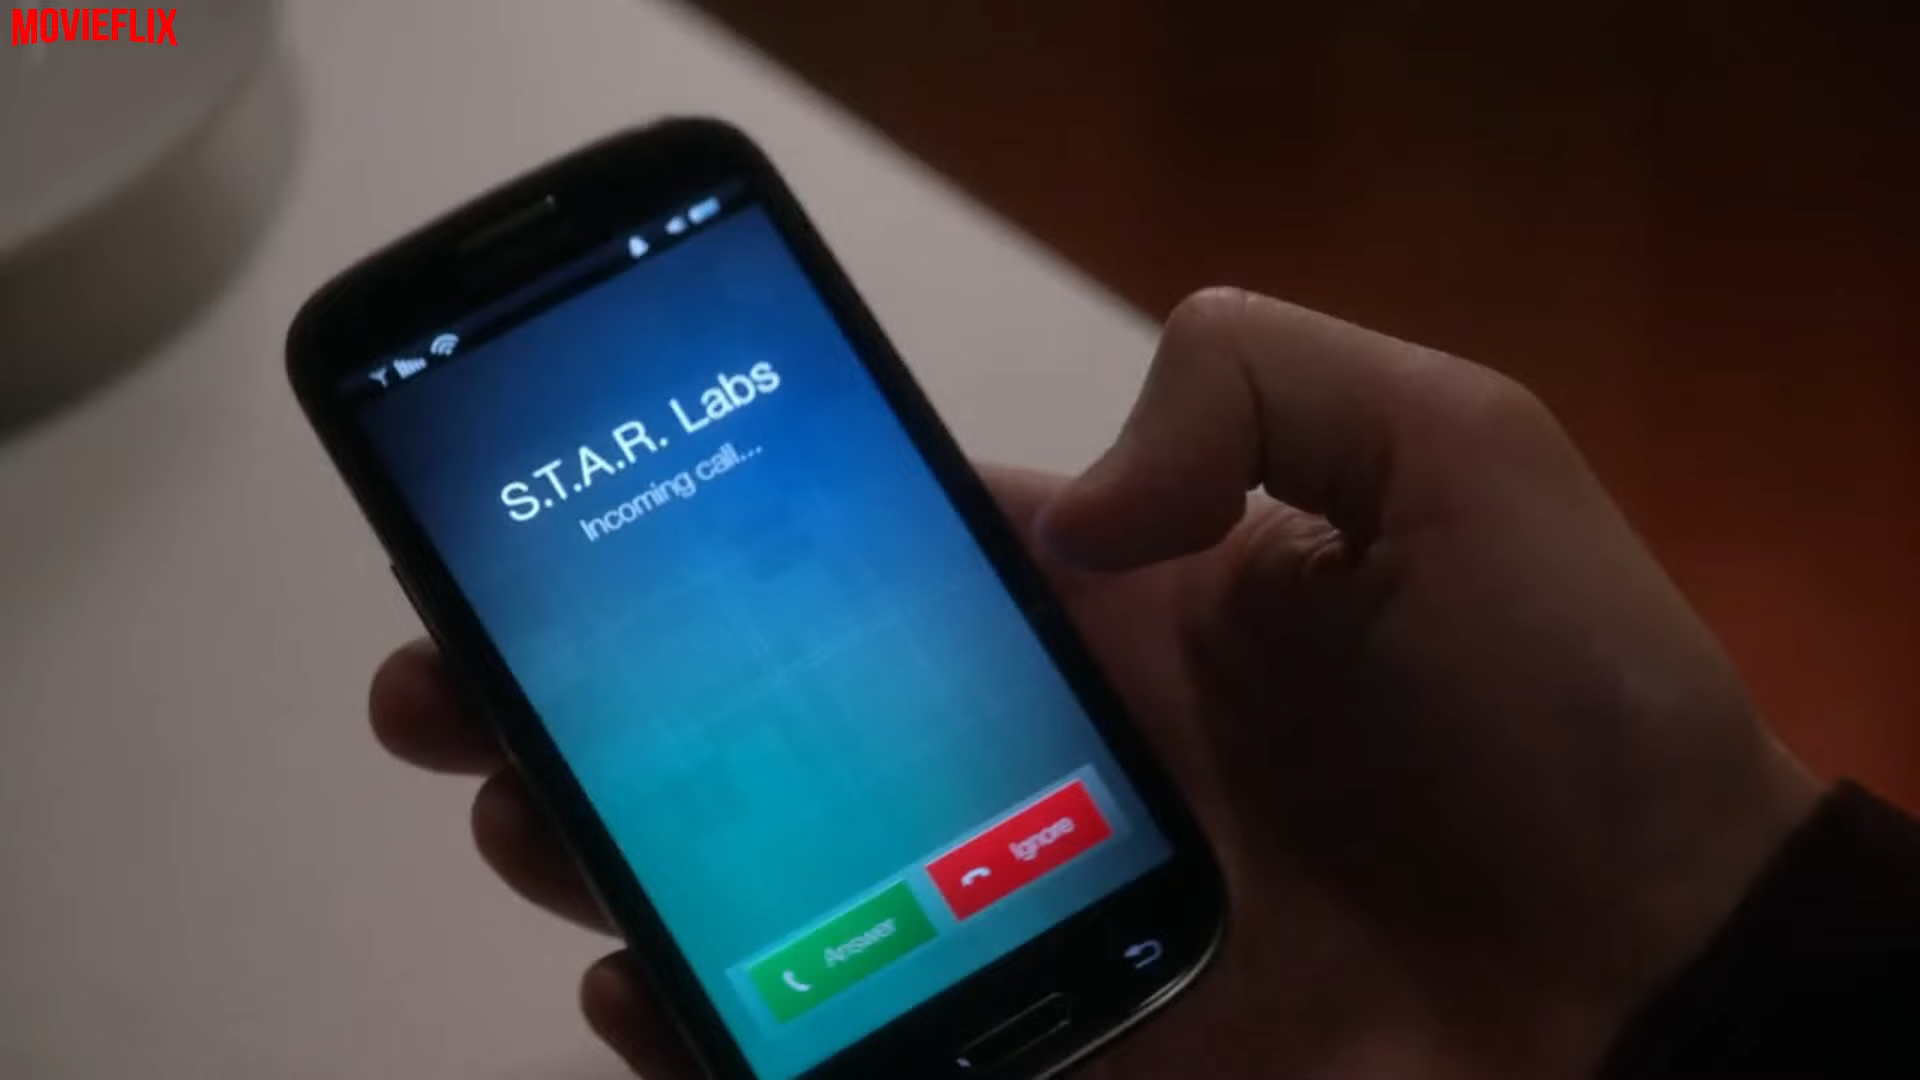 MOVIEFLIX
S.T.A.R. Labs
Incoming call...
Ignore
Answer